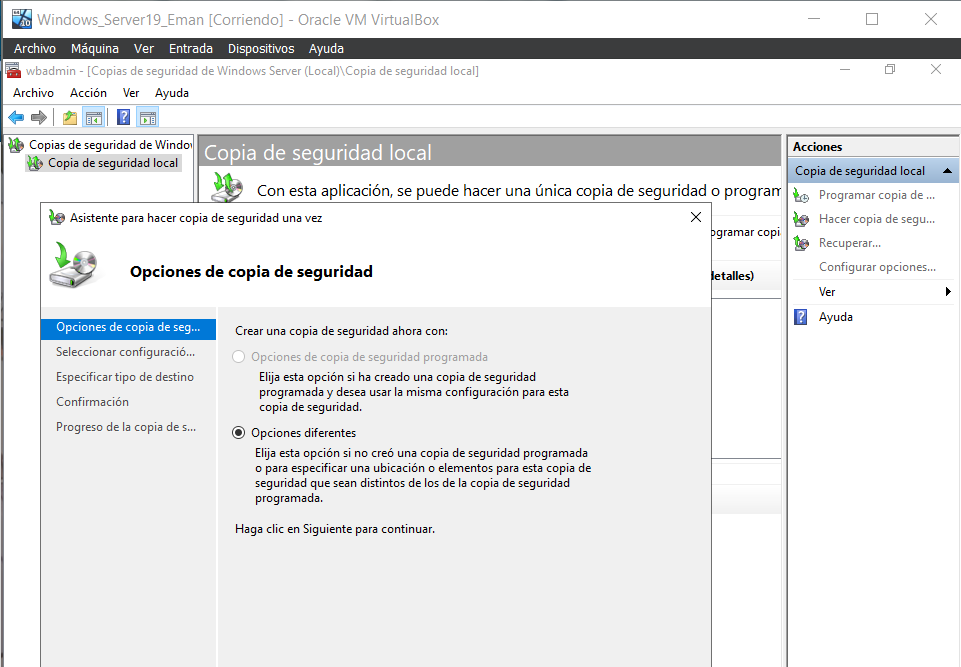 Windows_Server19_Eman [Corriendo] - Oracle VM VirtualBox
Archivo Máquina Ver Entrada Dispositivos Ayuda
wbadmin - [Copias de seguridad de Windows Server (Local)\Copia de seguridad local]
Archivo Acción Ver Ayuda
Copias de seguridad de Windo
Copia de seguridad local
Copia de seguridad local
Con esta aplicación, se puede hacer una única copia de seguridad o program
ogramar copi
detalles)
Asistente para hacer copia de seguridad una vez
Opciones de copia de seguridad
Opciones de copia de seg...
Seleccionar configuració...
Especificar tipo de destino
Confirmación
Progreso de la copia de s...
Crear una copia de seguridad ahora con:
Opciones de copia de seguridad programada
Elija esta opción si ha creado una copia de seguridad
programada y desea usar la misma configuración para esta
copia de seguridad.
Opciones diferentes
Elija esta opción si no creó una copia de seguridad programada
o para especificar una ubicación o elementos para esta copia de
seguridad que sean distintos de los de la copia de seguridad
programada.
Haga clic en Siguiente para continuar.
Acciones
Copia de seguridad local
Programar copia de ...
Hacer copia de segu...
Recuperar...
Configurar opciones...
Ver
Ayuda